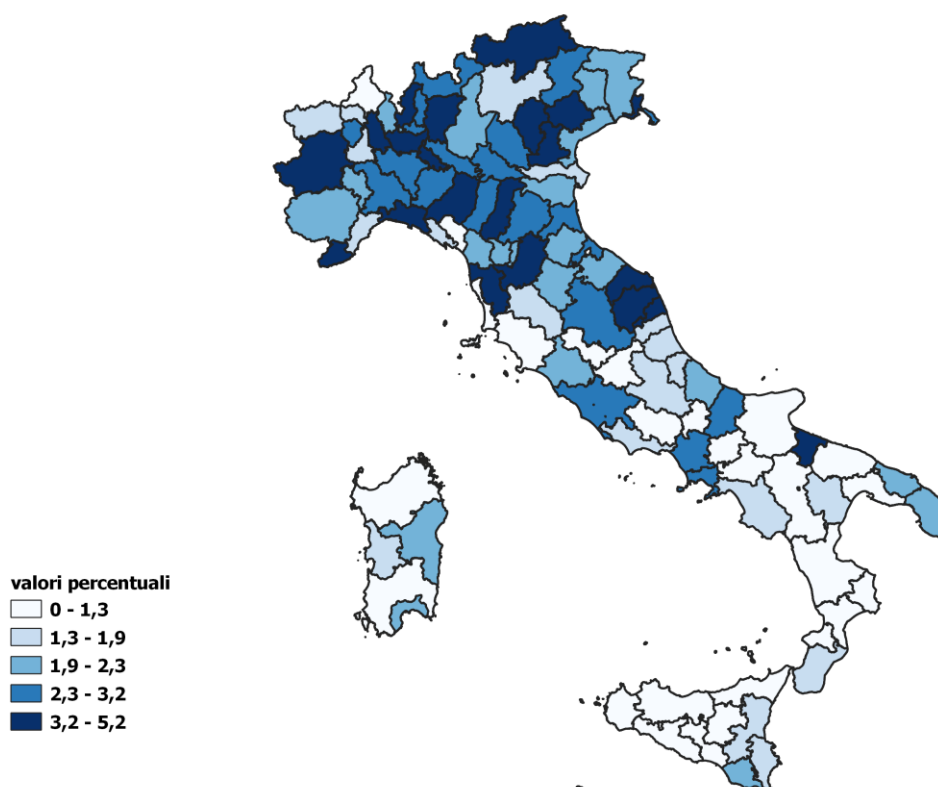 valori percentuali
0 - 1,3
1,3 - 1,9
1,9 - 2,3
2,3 - 3,2
3,2 - 5,2